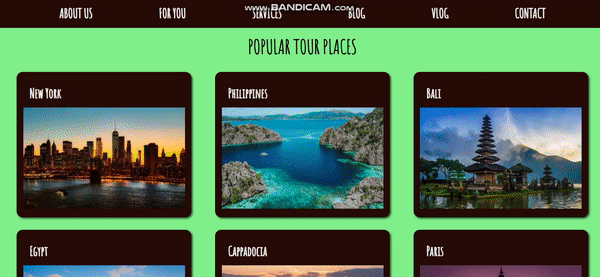 www.BANDICAM.com
ABOUT US FOR YOU SERVICES BLOG VLOG CONTACT
POPULAR TOUR PLACES
New York Philippines Bali
Egypt Cappadocia Paris